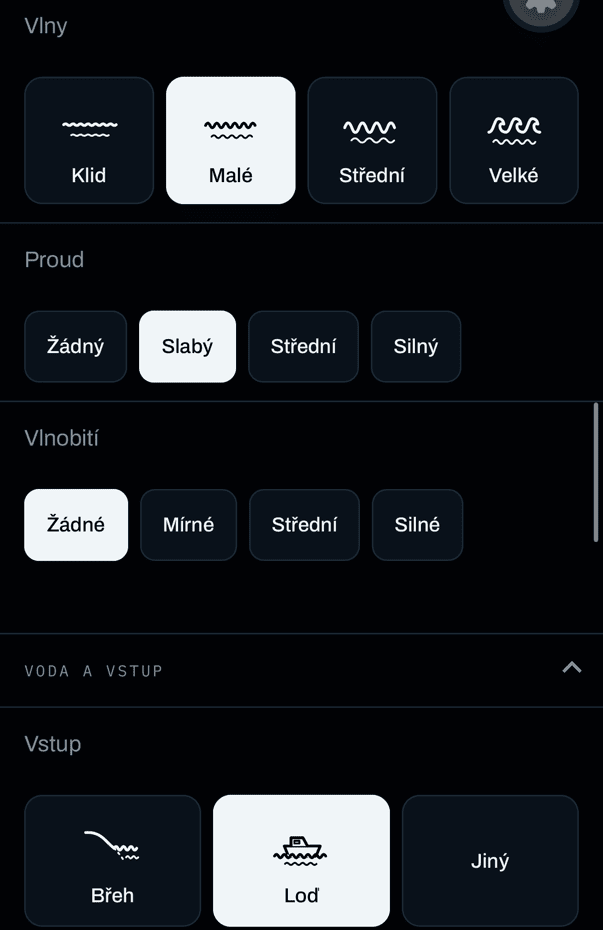 Vlny
Klid Malé Střední Velké
Proud
Žádný Slabý Střední Silný
Vlnobití
Žádné Mírné Střední Silné
VODA A VSTUP
Vstup
Břeh Loď Jiný